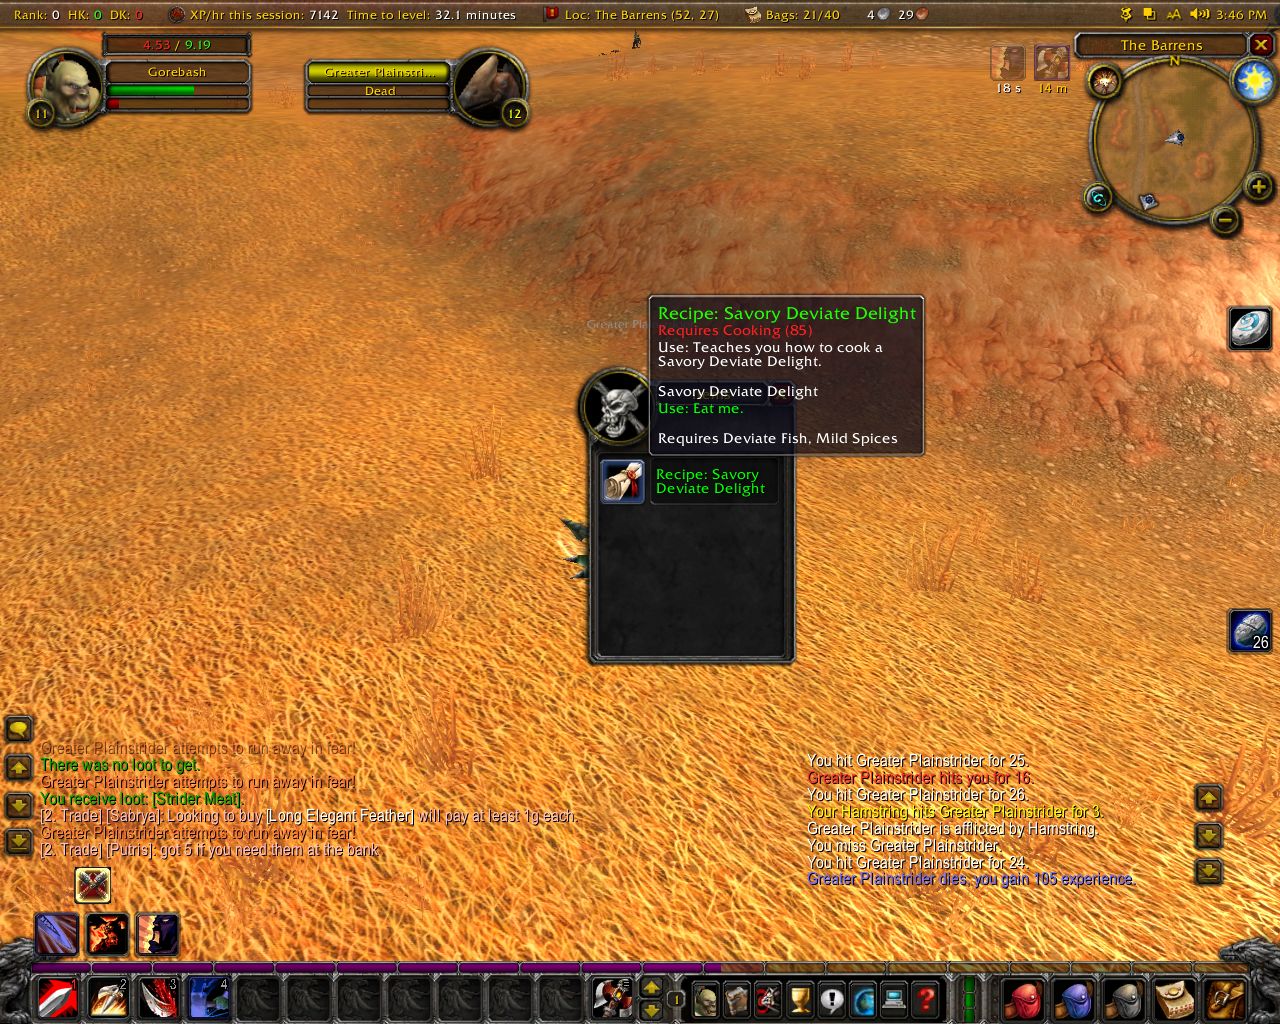 Rank: 0 HK: 0 DK: 0 XP/hr this session: 7142 Time to level: 32.1 minutes Loc: The Barrens (52, 27) Bags: 21/40 4 29 3:46 PM
4.53 / 9.19
Gorebash
11
Greater Plainstri...
Dead
12
18 s
14 m
The Barrens
N
Greater Pla
Recipe: Savory Deviate Delight
Requires Cooking (85)
Use: Teaches you how to cook a
Savory Deviate Delight.
Savory Deviate Delight
Use: Eat me.
Requires Deviate Fish, Mild Spices
Recipe: Savory
Deviate Delight
26
Greater Plainstrider attempts to run away in fear!
There was no loot to get.
Greater Plainstrider attempts to run away in fear!
You receive loot: [Strider Meat].
[2. Trade] [Sabrya]: Looking to buy [Long Elegant Feather] will pay at least 1g each.
Greater Plainstrider attempts to run away in fear!
[2. Trade] [Putris]: got 5 if you need them at the bank
You hit Greater Plainstrider for 25.
Greater Plainstrider hits you for 16.
You hit Greater Plainstrider for 26.
Your Hamstring hits Greater Plainstrider for 3.
Greater Plainstrider is afflicted by Hamstring.
You miss Greater Plainstrider.
You hit Greater Plainstrider for 24.
Greater Plainstrider dies, you gain 105 experience.
1 2 3 4
1